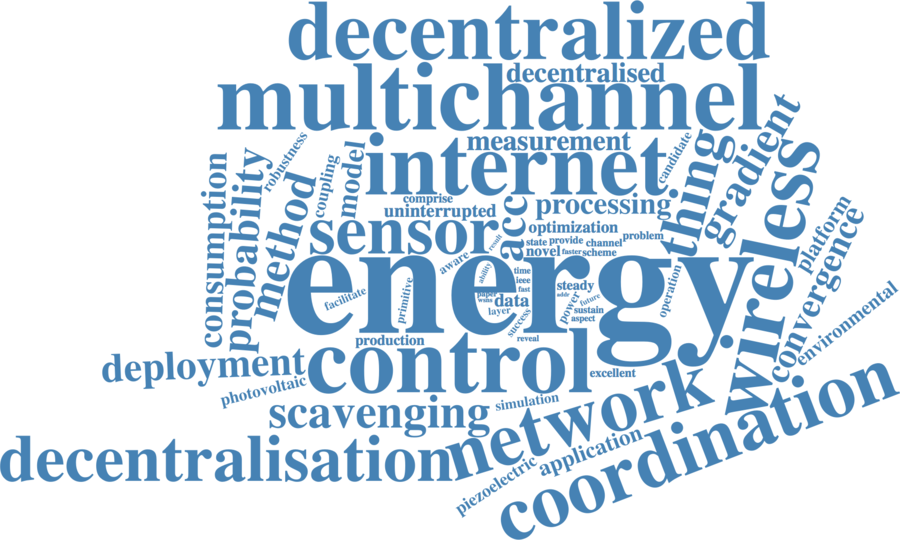 decentralized
decentralised
multichannel
measurement
internet
candidate
thing
gradient
wireless
robustness
consumption
probability
method
coupling
model
comprise
uninterrupted
processing
acc
sensor
optimization
state
provide
channel
problem
novel
faster
scheme
result
aware
energy
ability
time
ieee
fast
paper
wsns
data
layer
steady
addr
power
future
sustain
aspect
success
reveal
operation
facilitate
primitive
platform
convergence
environmental
production
control
excellent
deployment
photovoltaic
scavenging
simulation
network
decentralisation
piezoelectric
application
coordination